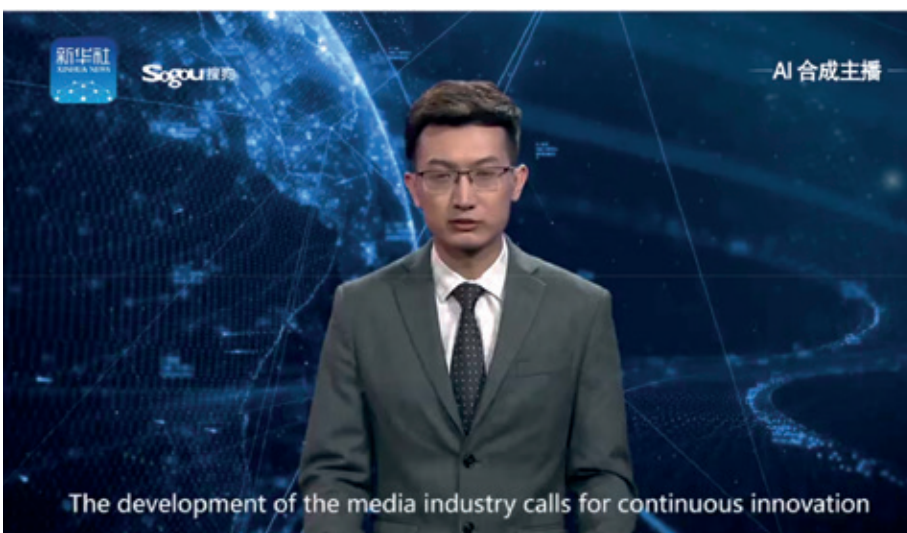 新华社
XINHUA NEWS
Sogou搜狗
AI 合成主播
The development of the media industry calls for continuous innovation